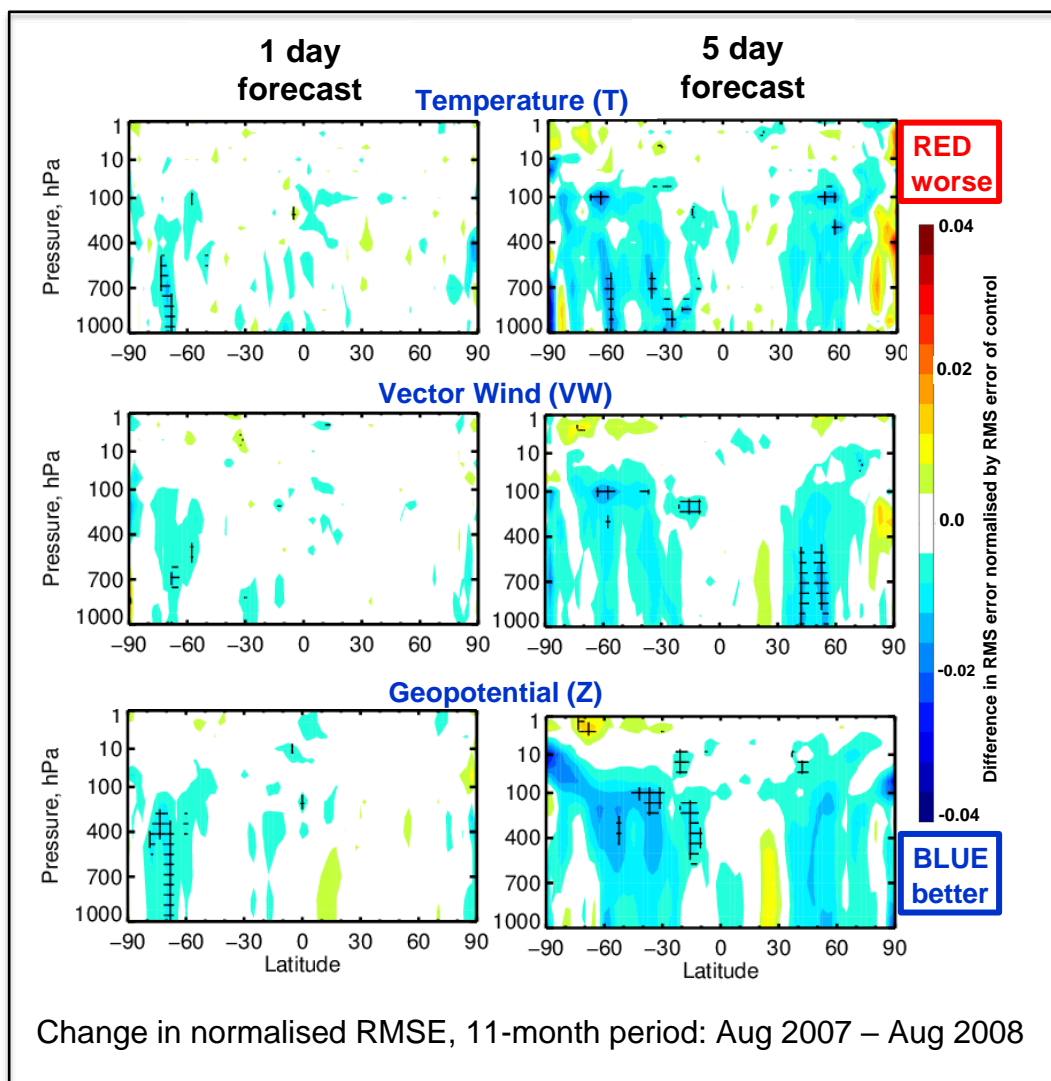 1 day
forecast
5 day
forecast
Temperature (T)
Pressure, hPa
1
10
100
400
700
1000
−90 −60 −30 0 30 60 90
1
10
100
400
700
1000
−90 −60 −30 0 30 60 90
RED
worse
Vector Wind (VW)
Pressure, hPa
1
10
100
400
700
1000
−90 −60 −30 0 30 60 90
1
10
100
400
700
1000
−90 −60 −30 0 30 60 90
0.04
0.02
0.0
-0.02
-0.04
Difference in RMS error normalised by RMS error of control
Geopotential (Z)
Pressure, hPa
1
10
100
400
700
1000
−90 −60 −30 0 30 60 90
Latitude
1
10
100
400
700
1000
−90 −60 −30 0 30 60 90
Latitude
BLUE
better
Change in normalised RMSE, 11-month period: Aug 2007 – Aug 2008